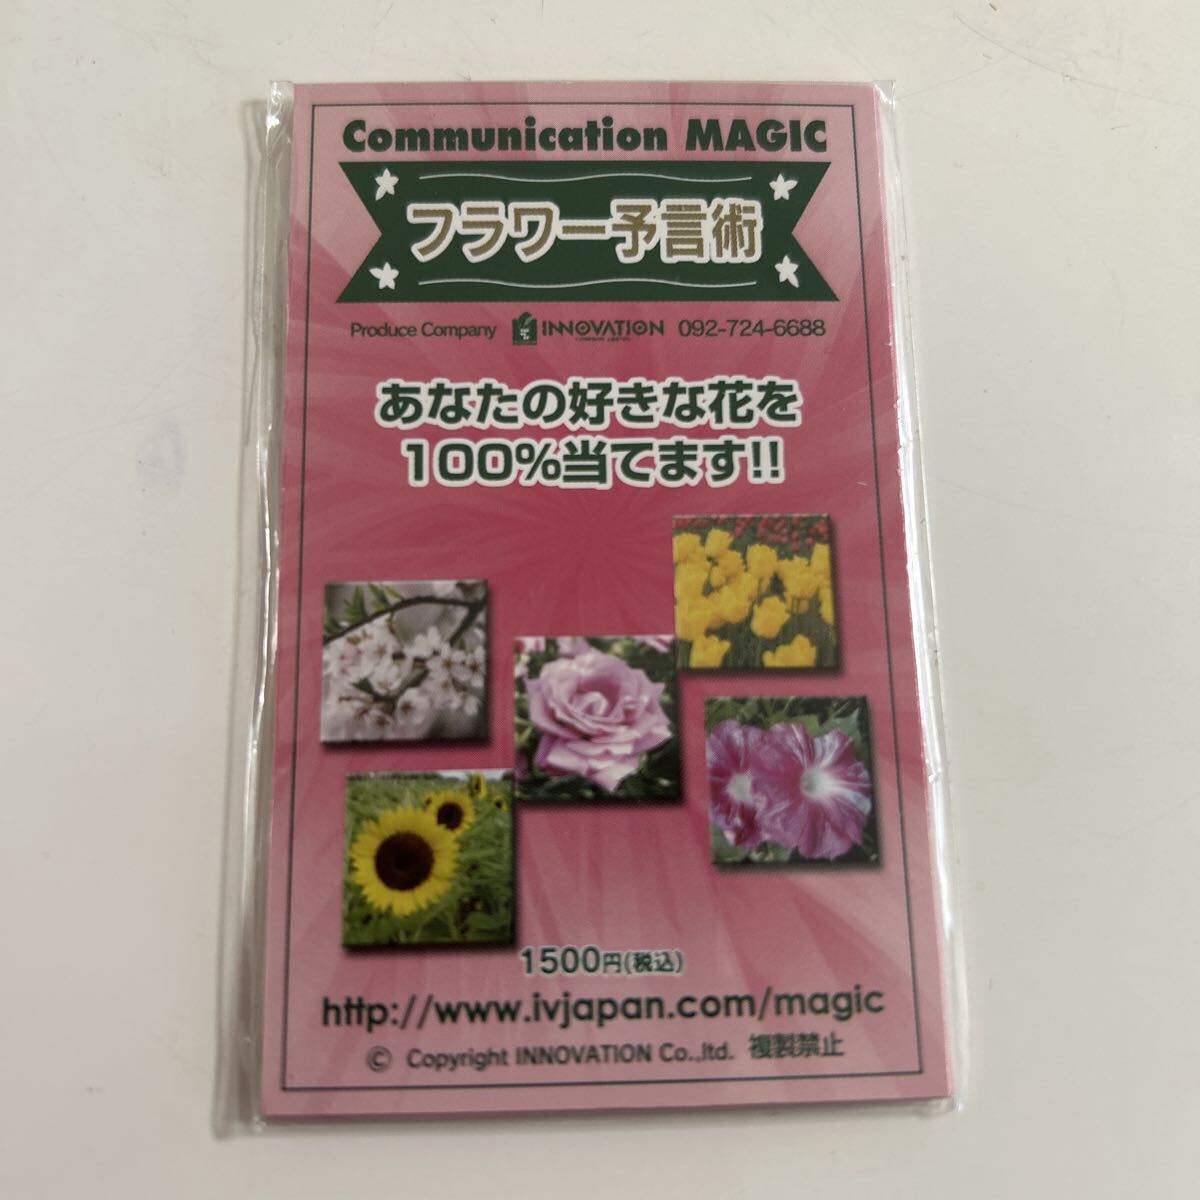 Communication MAGIC
フラワー予言術
Produce Company INNOVATION 092-724-6688
あなたの好きな花を
100%当てます!!
1500円(税込)
http://www.ivjapan.com/magic
© Copyright INNOVATION Co.,ltd. 複製禁止